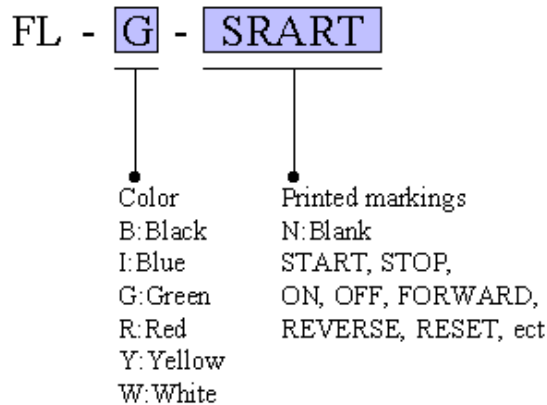 FL - G - SRART
Color
B:Black
I:Blue
G:Green
R:Red
Y:Yellow
W:White
Printed markings
N:Blank
START, STOP,
ON, OFF, FORWARD,
REVERSE, RESET, ect